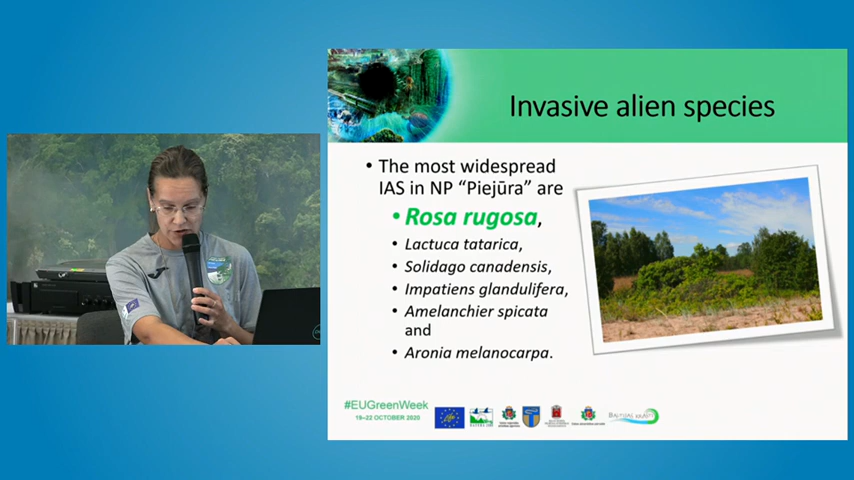 Invasive alien species
• The most widespread
IAS in NP “Piejūra” are
• Rosa rugosa,
• Lactuca tatarica,
• Solidago canadensis,
• Impatiens glandulifera,
• Amelanchier spicata
and
• Aronia melanocarpa.
#EUGreenWeek
19–22 OCTOBER 2020